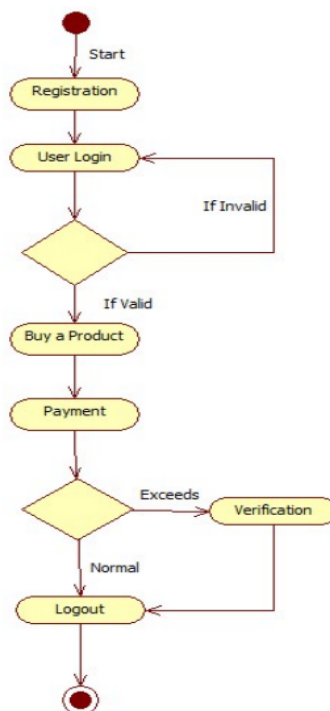 Start
Registration
User Login
If Invalid
If Valid
Buy a Product
Payment
Exceeds
Verification
Normal
Logout